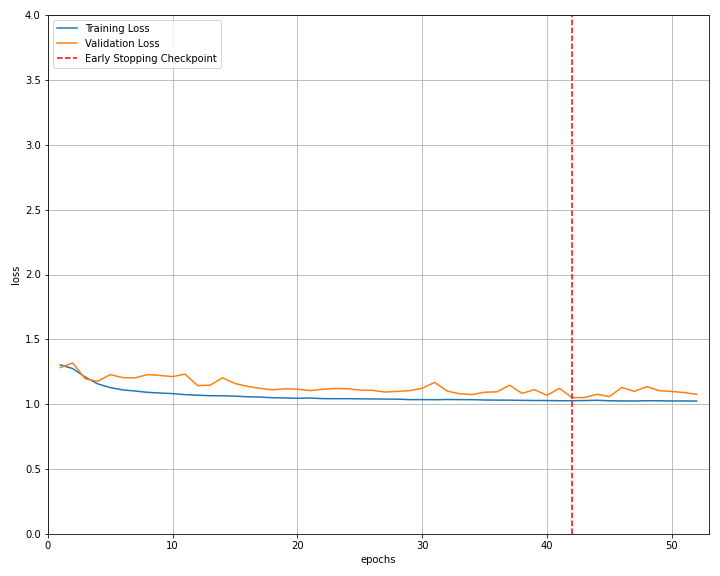 4.0
3.5
3.0
2.5
2.0
1.5
1.0
0.5
0.0
loss
Training Loss
Validation Loss
Early Stopping Checkpoint
0 10 20 30 40 50
epochs